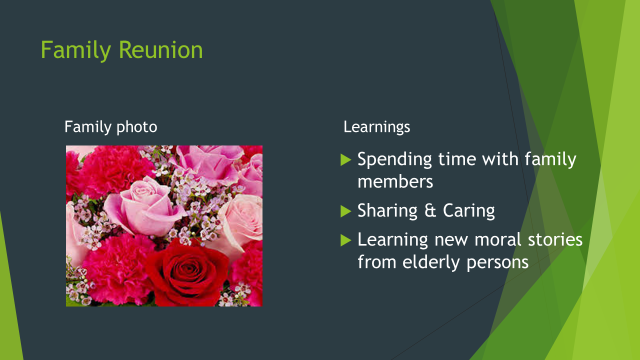 Family Reunion
Family photo
Learnings
Spending time with family
members
Sharing & Caring
Learning new moral stories
from elderly persons